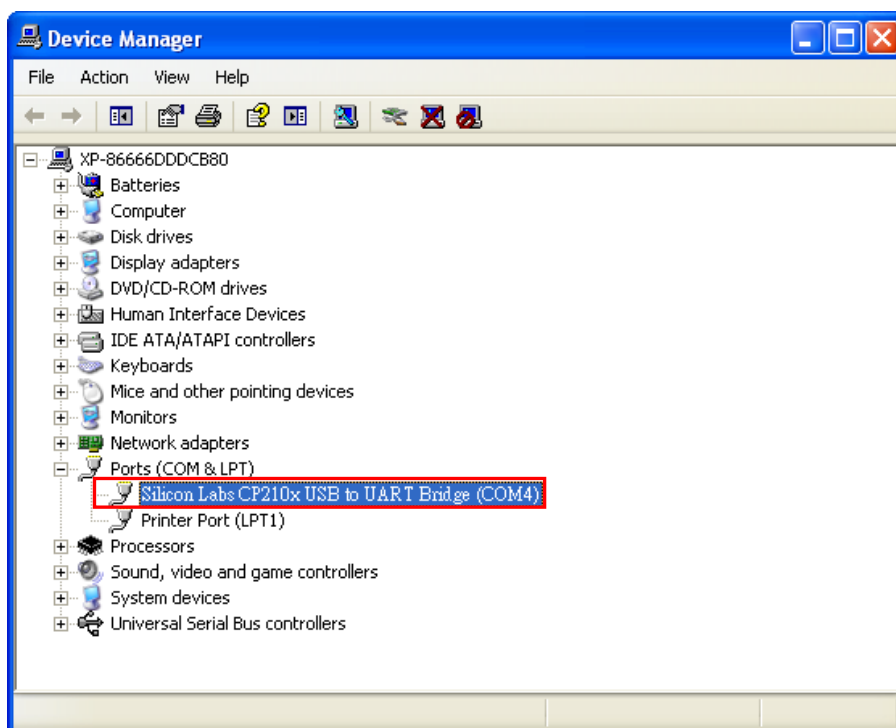 Device Manager
File Action View Help
XP-86666DDDCB80
Batteries
Computer
Disk drives
Display adapters
DVD/CD-ROM drives
Human Interface Devices
IDE ATA/ATAPI controllers
Keyboards
Mice and other pointing devices
Monitors
Network adapters
Ports (COM & LPT)
Silicon Labs CP210x USB to UART Bridge (COM4)
Printer Port (LPT1)
Processors
Sound, video and game controllers
System devices
Universal Serial Bus controllers